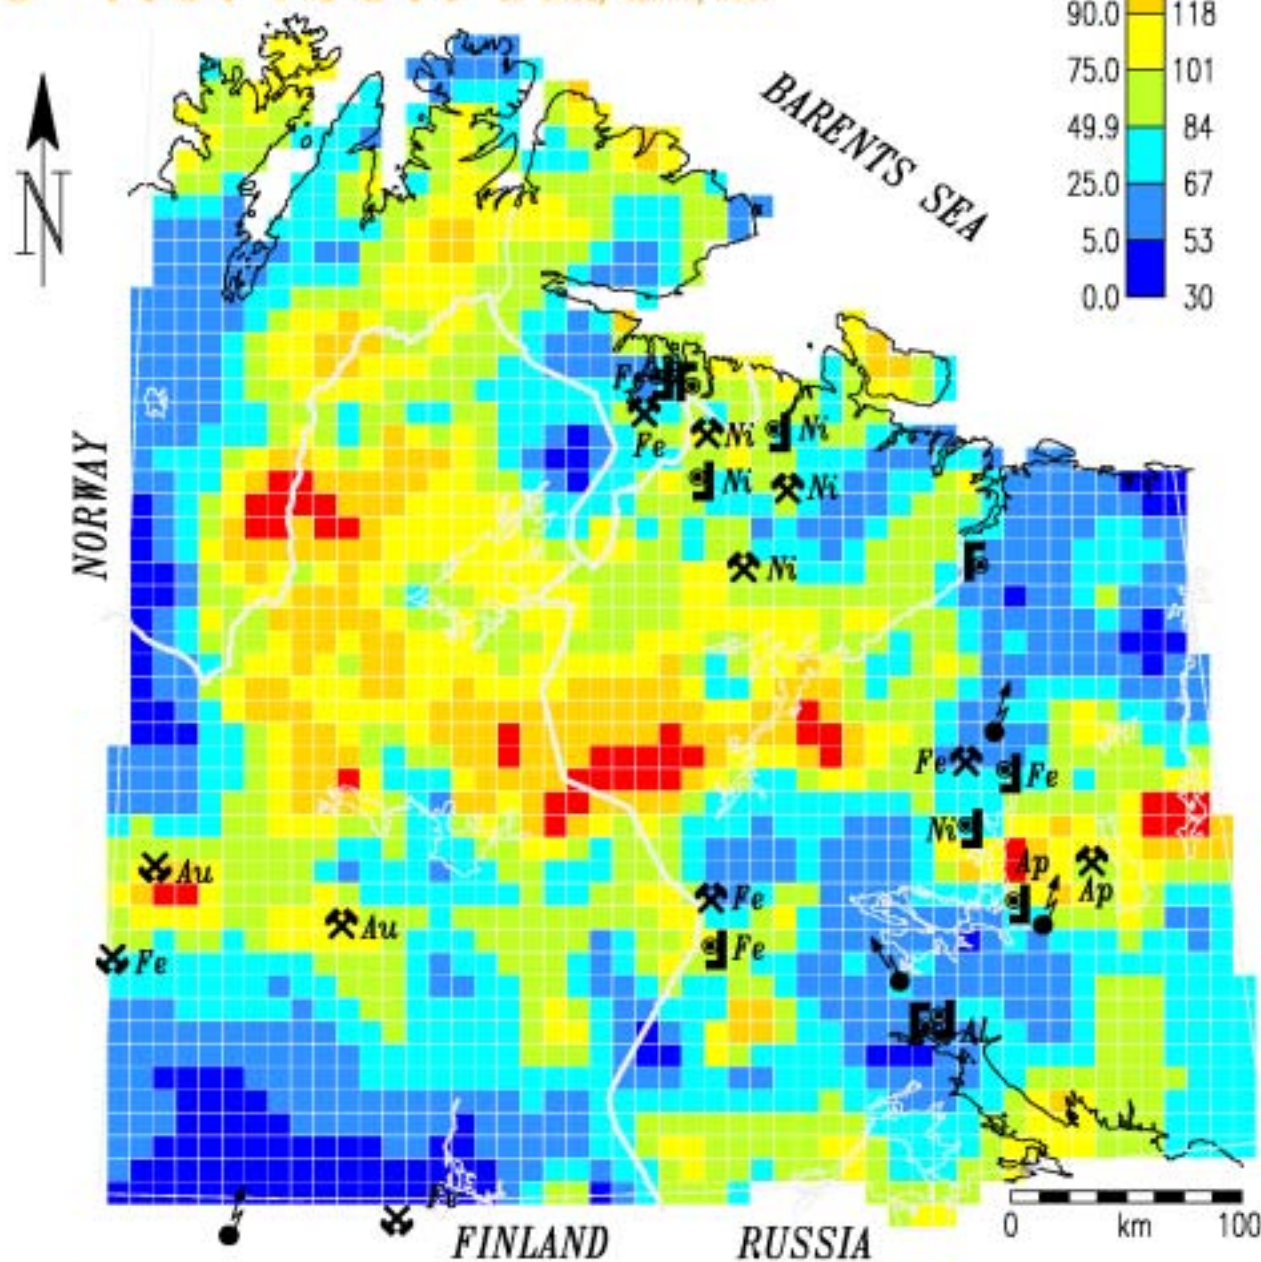 90.0 118
75.0 101
49.9 84
25.0 67
5.0 53
0.0 30
BARENTS SEA
N
NORWAY
Fe
Fe
Ni
Ni
Ni
Ni
Ni
Fe
Fe
Ni
Ap
Ap
Au
Au
Fe
Fe
Fe
Al
Fe
0 km 100
FINLAND
RUSSIA